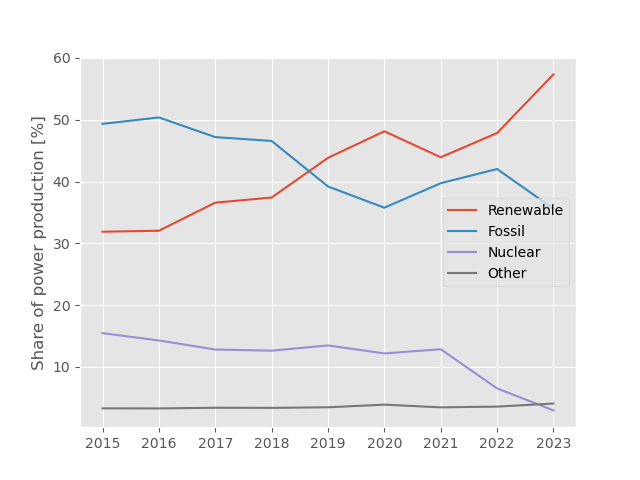 60
50
40
30
20
10
Share of power production [%]
Renewable
Fossil
Nuclear
Other
2015 2016 2017 2018 2019 2020 2021 2022 2023